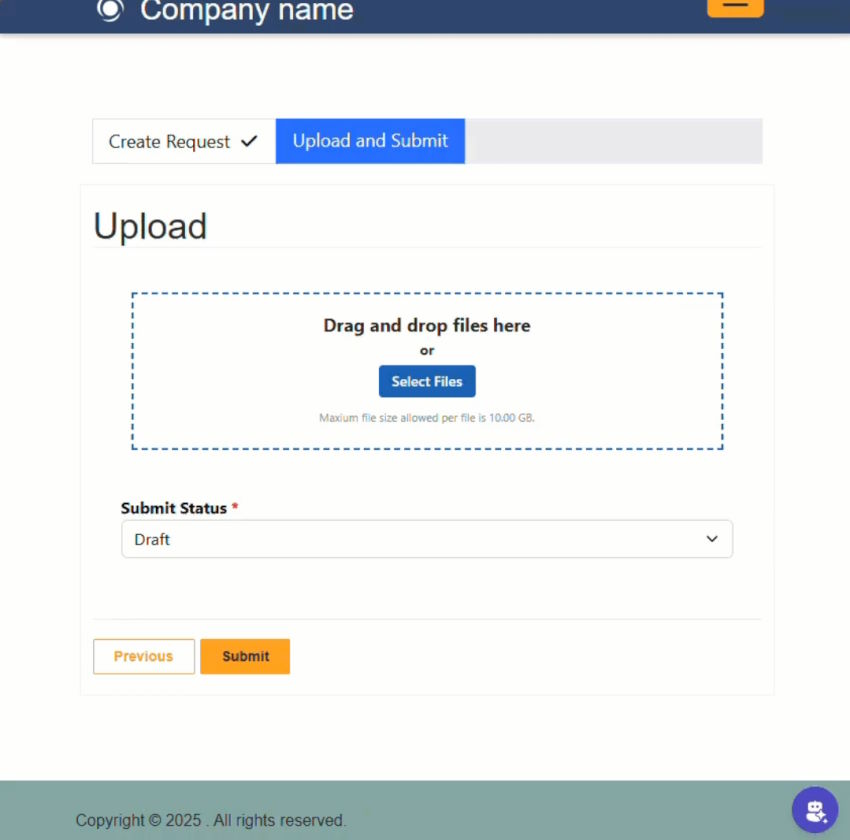 Company name
Create Request
Upload and Submit
Upload
Drag and drop files here
or
Select Files
Maxium file size allowed per file is 10.00 GB.
Submit Status *
Draft
Previous
Submit
Copyright © 2025 . All rights reserved.